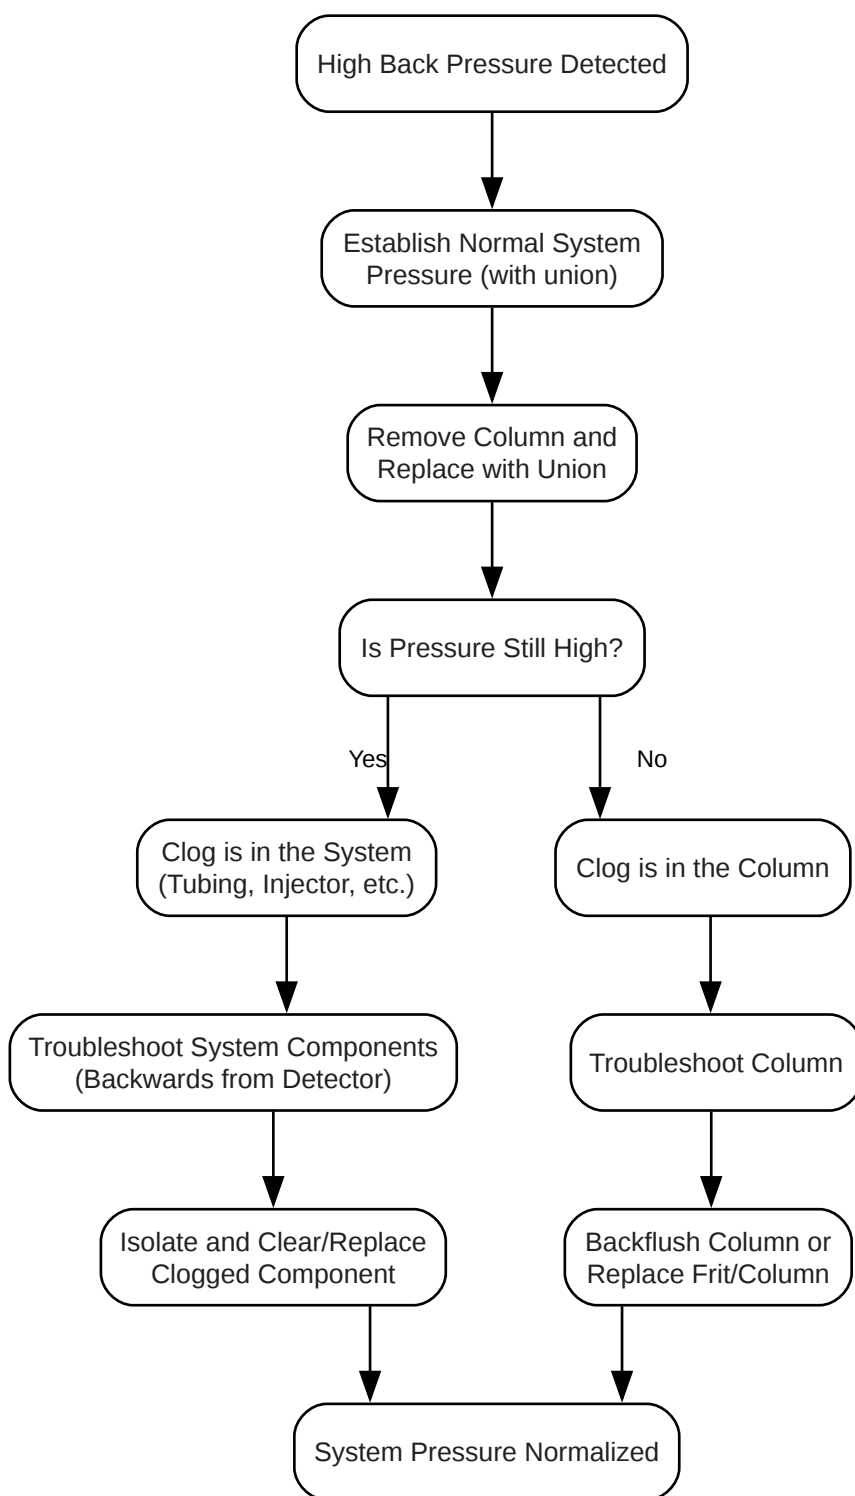 High Back Pressure Detected
Establish Normal System
Pressure (with union)
Remove Column and
Replace with Union
Is Pressure Still High?
Yes
No
Clog is in the System
(Tubing, Injector, etc.)
Clog is in the Column
Troubleshoot System Components
(Backwards from Detector)
Troubleshoot Column
Isolate and Clear/Replace
Clogged Component
Backflush Column or
Replace Frit/Column
System Pressure Normalized